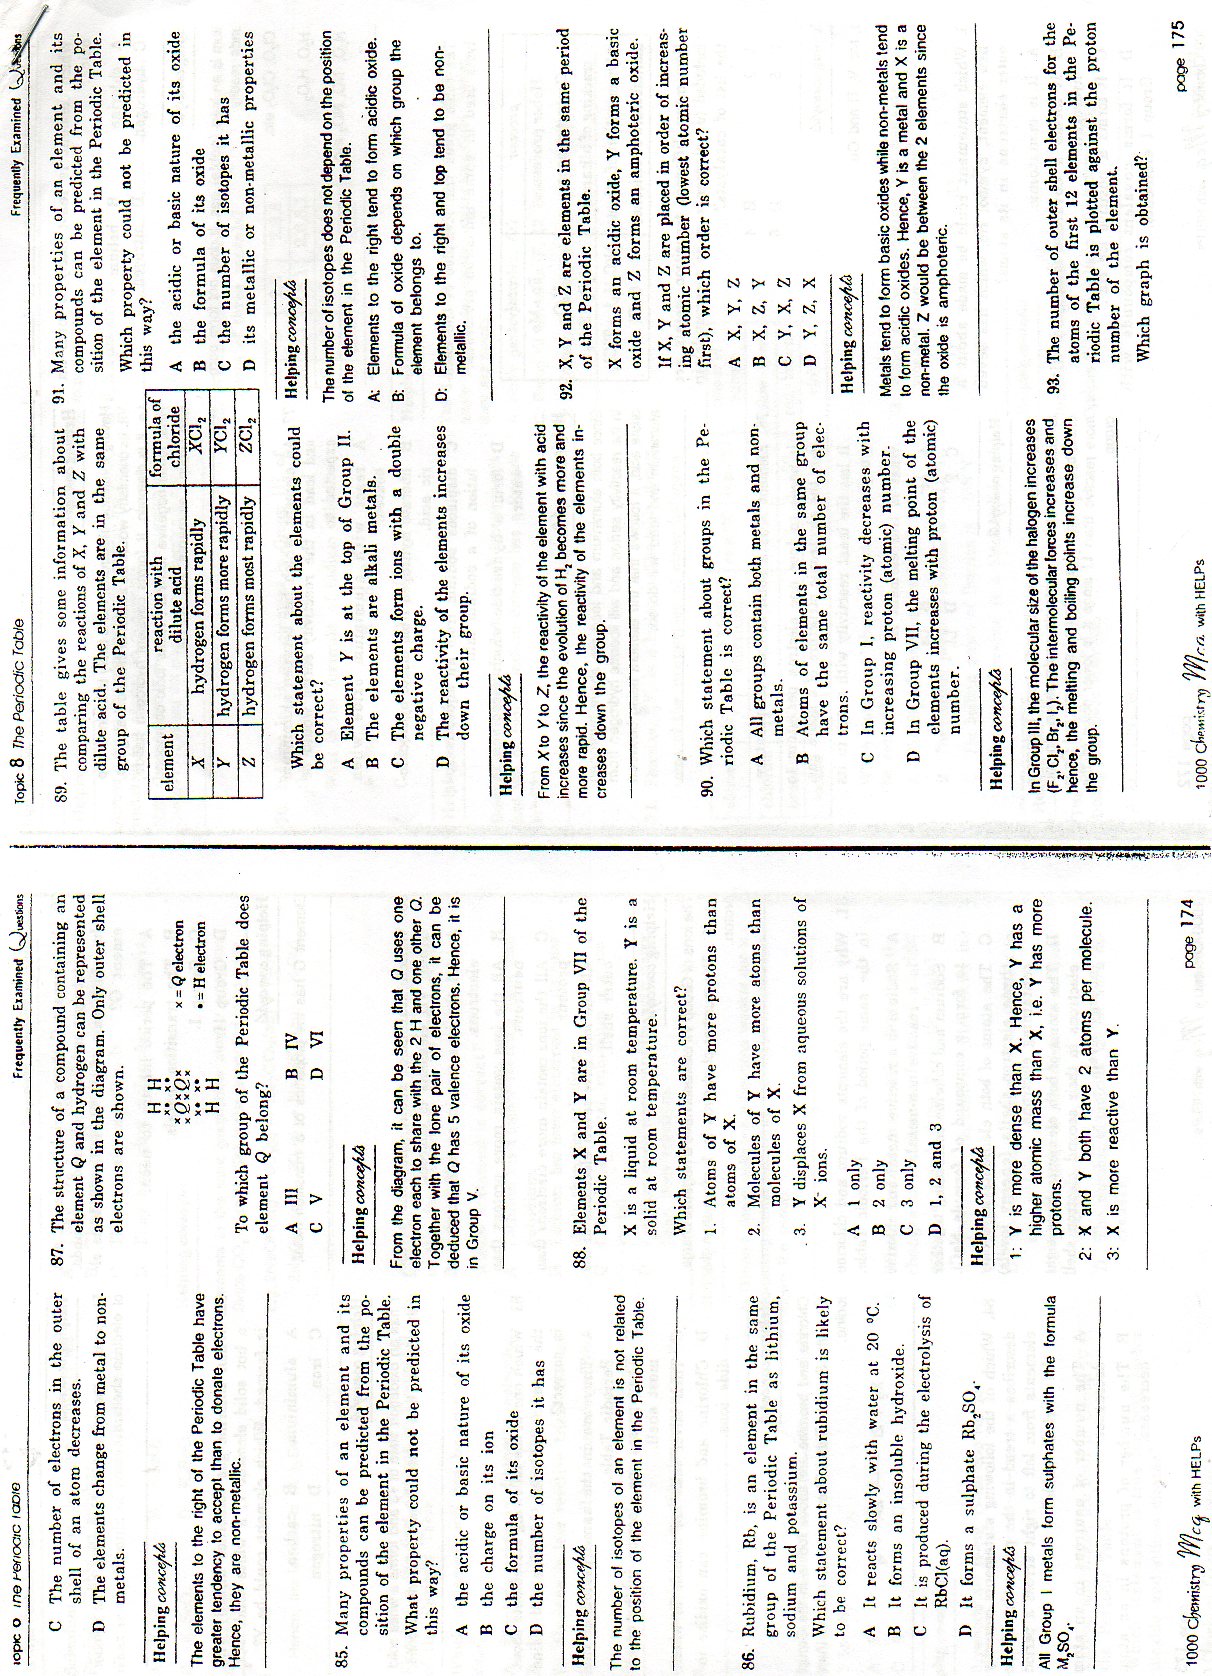 Topic 8 The Periodic Table
Frequently Examined Questions
C The number of electrons in the outer
shell of an atom decreases.
D The elements change from metal to non-
metals.
Helping concepts
The elements to the right of the Periodic Table have
greater tendency to accept than to donate electrons.
Hence, they are non-metallic.
85. Many properties of an element and its
compounds can be predicted from the po-
sition of the element in the Periodic Table.
What property could not be predicted in
this way?
A the acidic or basic nature of its oxide
B the charge on its ion
C the formula of its oxide
D the number of isotopes it has
Helping concepts
The number of isotopes of an element is not related
to the position of the element in the Periodic Table.
86. Rubidium, Rb, is an element in the same
group of the Periodic Table as lithium,
sodium and potassium.
Which statement about rubidium is likely
to be correct?
A It reacts slowly with water at 20 °C.
B It forms an insoluble hydroxide.
C It is produced during the electrolysis of
RbCl(aq).
D It forms a sulphate Rb₂SO₄.
Helping concepts
All Group I metals form sulphates with the formula
M₂SO₄.
87. The structure of a compound containing an
element Q and hydrogen can be represented
as shown in the diagram. Only outer shell
electrons are shown.
H H
x• x•
x Q x Q x
x = Q electron
x• x•
• = H electron
H H
To which group of the Periodic Table does
element Q belong?
A III B IV
C V D VI
Helping concepts
From the diagram, it can be seen that Q uses one
electron each to share with the 2 H and one other Q.
Together with the lone pair of electrons, it can be
deduced that Q has 5 valence electrons. Hence, it is
in Group V.
88. Elements X and Y are in Group VII of the
Periodic Table.
X is a liquid at room temperature. Y is a
solid at room temperature.
Which statements are correct?
1. Atoms of Y have more protons than
atoms of X.
2. Molecules of Y have more atoms than
molecules of X.
3. Y displaces X from aqueous solutions of
X⁻ ions.
A 1 only
B 2 only
C 3 only
D 1, 2 and 3
Helping concepts
1: Y is more dense than X. Hence, Y has a
higher atomic mass than X, i.e. Y has more
protons.
2: X and Y both have 2 atoms per molecule.
3: X is more reactive than Y.
1000 Chemistry Mcq with HELPs
page 174
Topic 8 The Periodic Table
Frequently Examined Questions
89. The table gives some information about
comparing the reactions of X, Y and Z with
dilute acid. The elements are in the same
group of the Periodic Table.
element reaction with dilute acid formula of chloride
X hydrogen forms rapidly XCl₂
Y hydrogen forms more rapidly YCl₂
Z hydrogen forms most rapidly ZCl₂
Which statement about the elements could
be correct?
A Element Y is at the top of Group II.
B The elements are alkali metals.
C The elements form ions with a double
negative charge.
D The reactivity of the elements increases
down their group.
Helping concepts
From X to Y to Z, the reactivity of the element with acid
increases since the evolution of H₂ becomes more and
more rapid. Hence, the reactivity of the elements in-
creases down the group.
90. Which statement about groups in the Pe-
riodic Table is correct?
A All groups contain both metals and non-
metals.
B Atoms of elements in the same group
have the same total number of elec-
trons.
C In Group I, reactivity decreases with
increasing proton (atomic) number.
D In Group VII, the melting point of the
elements increases with proton (atomic)
number.
Helping concepts
In Group III, the molecular size of the halogen increases
(F₂, Cl₂, Br₂, I₂). The intermolecular forces increases and
hence, the melting and boiling points increase down
the group.
91. Many properties of an element and its
compounds can be predicted from the po-
sition of the element in the Periodic Table.
Which property could not be predicted in
this way?
A the acidic or basic nature of its oxide
B the formula of its oxide
C the number of isotopes it has
D its metallic or non-metallic properties
Helping concepts
The number of isotopes does not depend on the position
of the element in the Periodic Table.
A: Elements to the right tend to form acidic oxide.
B: Formula of oxide depends on which group the
element belongs to.
D: Elements to the right and top tend to be non-
metallic.
92. X, Y and Z are elements in the same period
of the Periodic Table.
X forms an acidic oxide, Y forms a basic
oxide and Z forms an amphoteric oxide.
If X, Y and Z are placed in order of increas-
ing atomic number (lowest atomic number
first), which order is correct?
A X, Y, Z
B X, Z, Y
C Y, X, Z
D Y, Z, X
Helping concepts
Metals tend to form basic oxides while non-metals tend
to form acidic oxides. Hence, Y is a metal and X is a
non-metal. Z would be between the 2 elements since
the oxide is amphoteric.
93. The number of outer shell electrons for the
atoms of the first 12 elements in the Pe-
riodic Table is plotted against the proton
number of the element.
Which graph is obtained?
1000 Chemistry Mcq with HELPs
page 175